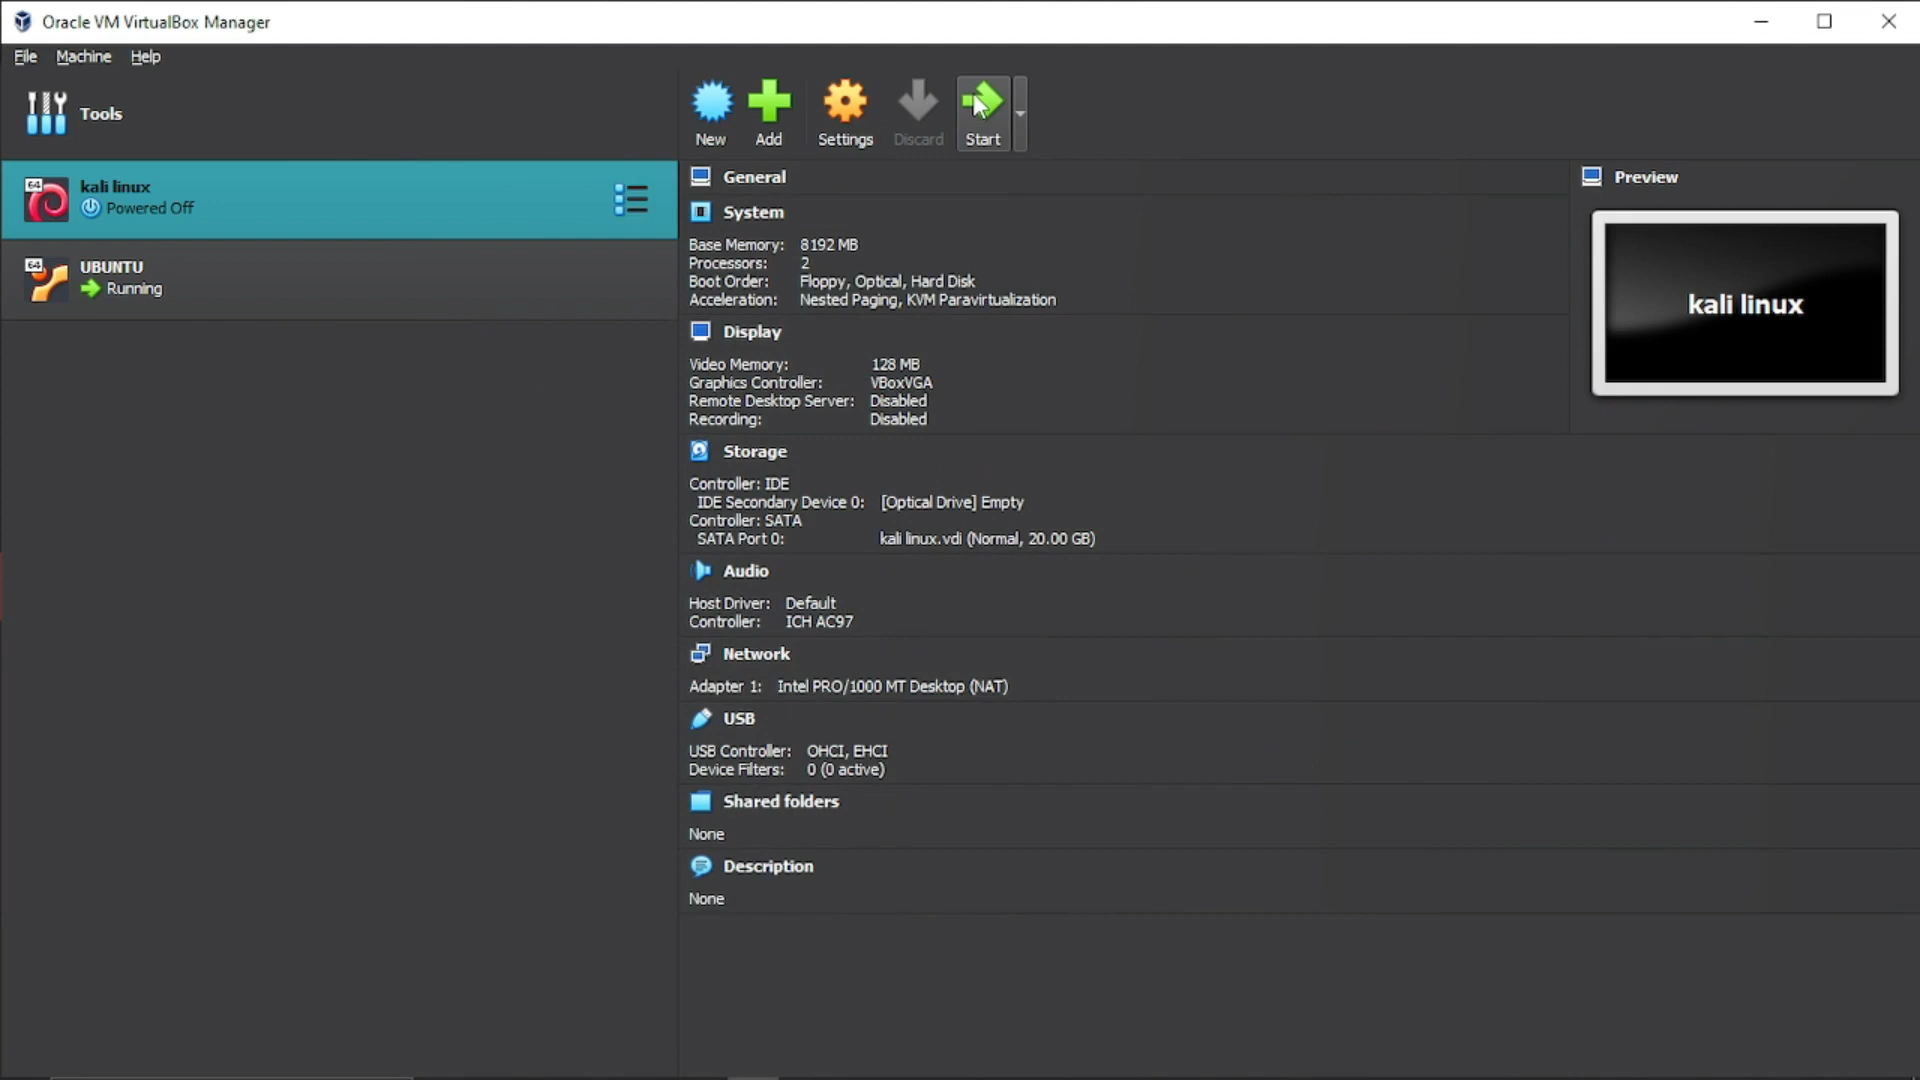 Oracle VM VirtualBox Manager
File Machine Help
Tools
New Add Settings Discard Start
64 kali linux
Powered Off
64 UBUNTU
Running
General
System
Base Memory: 8192 MB
Processors: 2
Boot Order: Floppy, Optical, Hard Disk
Acceleration: Nested Paging, KVM Paravirtualization
Display
Video Memory: 128 MB
Graphics Controller: VBoxVGA
Remote Desktop Server: Disabled
Recording: Disabled
Storage
Controller: IDE
IDE Secondary Device 0: [Optical Drive] Empty
Controller: SATA
SATA Port 0: kali linux.vdi (Normal, 20.00 GB)
Audio
Host Driver: Default
Controller: ICH AC97
Network
Adapter 1: Intel PRO/1000 MT Desktop (NAT)
USB
USB Controller: OHCI, EHCI
Device Filters: 0 (0 active)
Shared folders
None
Description
None
Preview
kali linux